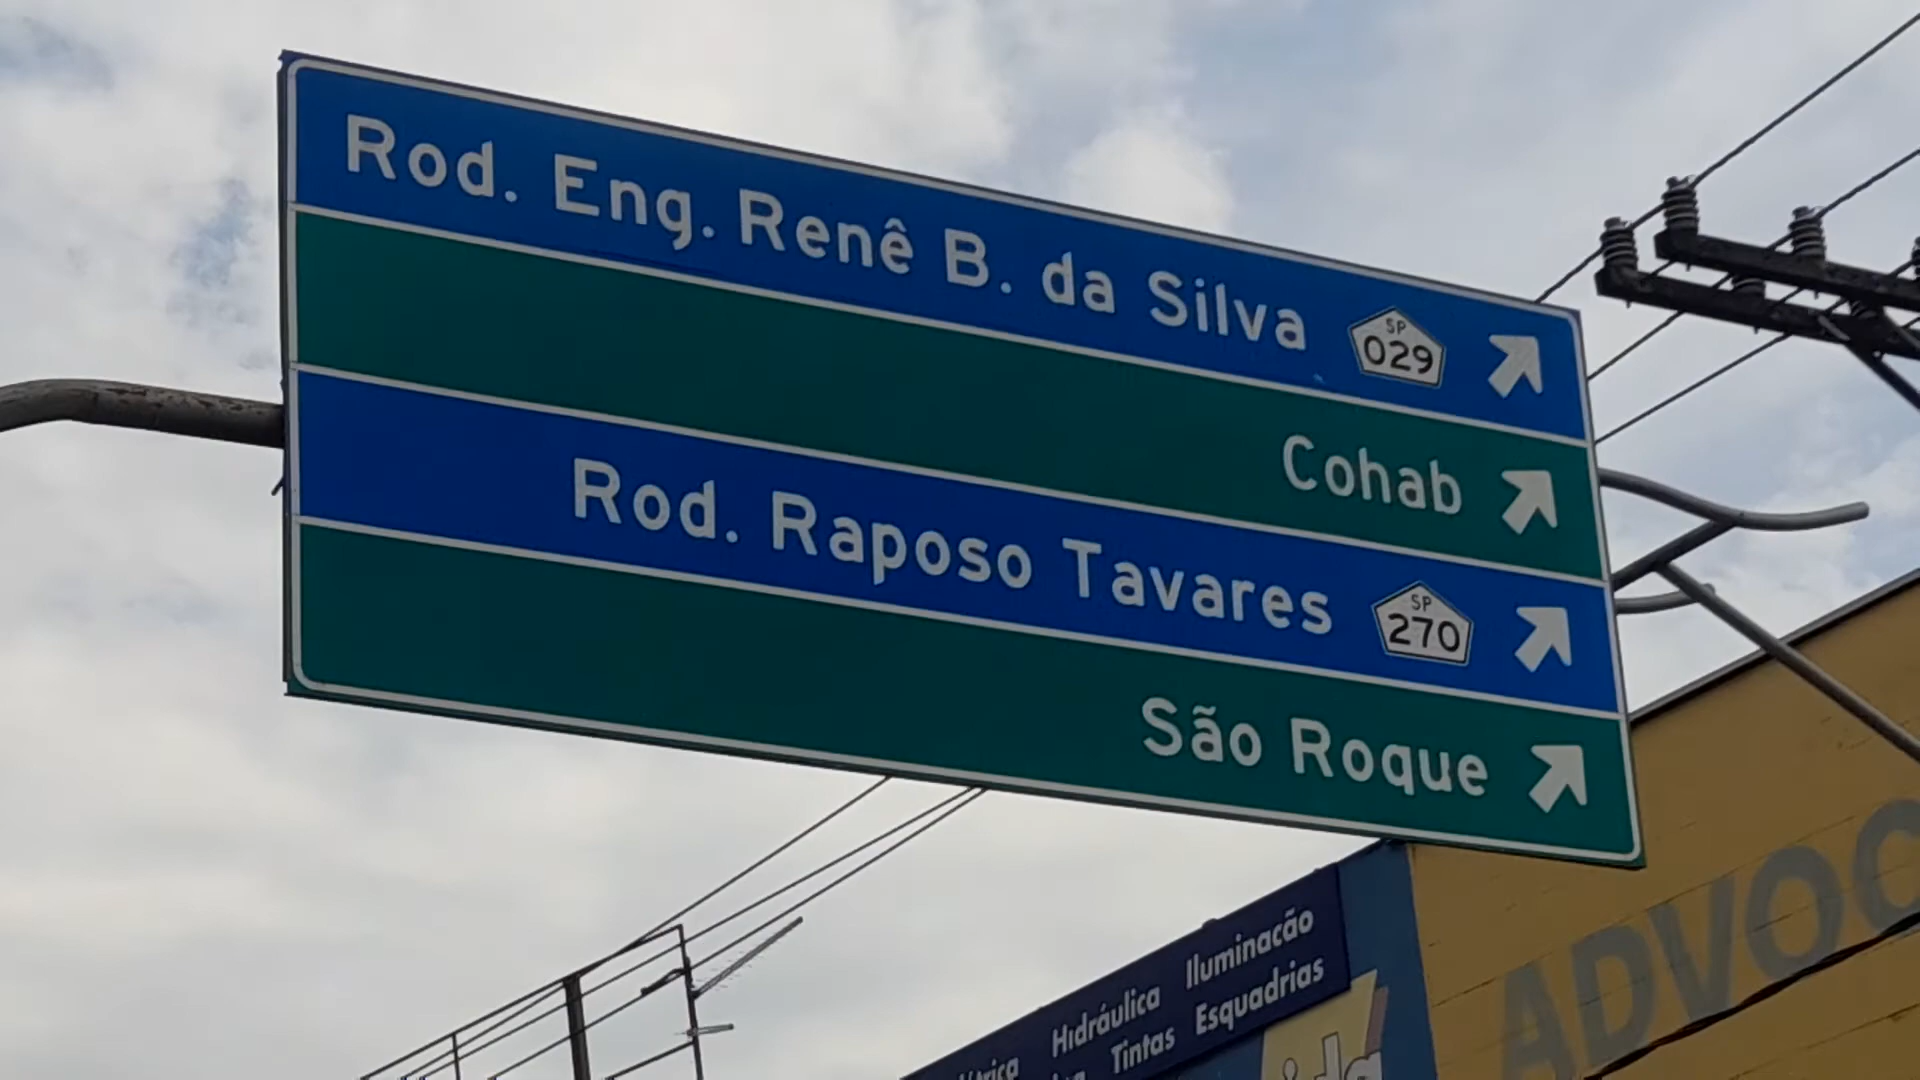 Rod. Eng. Renê B. da Silva
SP
029
Cohab
Rod. Raposo Tavares
SP
270
São Roque
Hidráulica Iluminação
Tintas Esquadrias